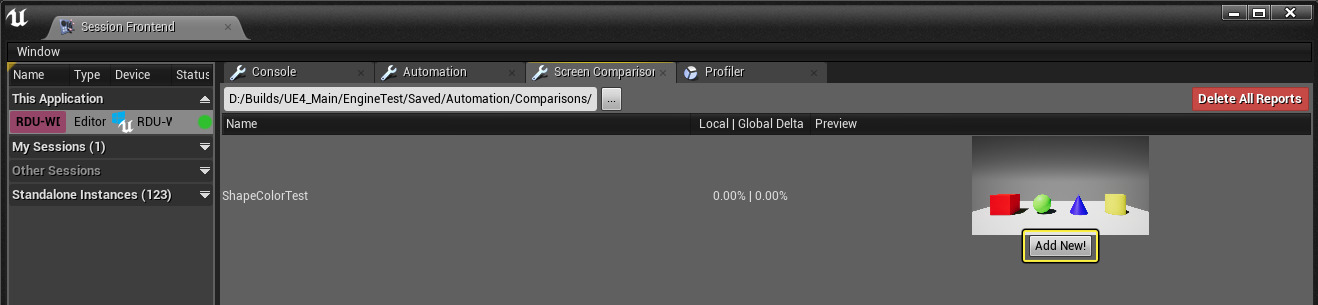 Session Frontend
Window
Name Type Device Status
This Application
RDU-WI Editor RDU-W
My Sessions (1)
Other Sessions
Standalone Instances (123)
Console Automation Screen Comparison Profiler
D:/Builds/UE4_Main/EngineTest/Saved/Automation/Comparisons/ ... Delete All Reports
Name Local | Global Delta Preview
ShapeColorTest 0.00% | 0.00%
Add New!